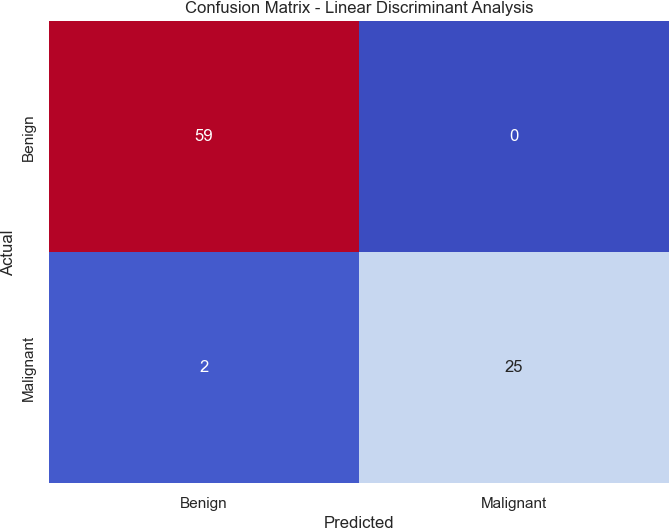 Confusion Matrix - Linear Discriminant Analysis
Actual
Benign
59
0
Malignant
2
25
Benign
Malignant
Predicted